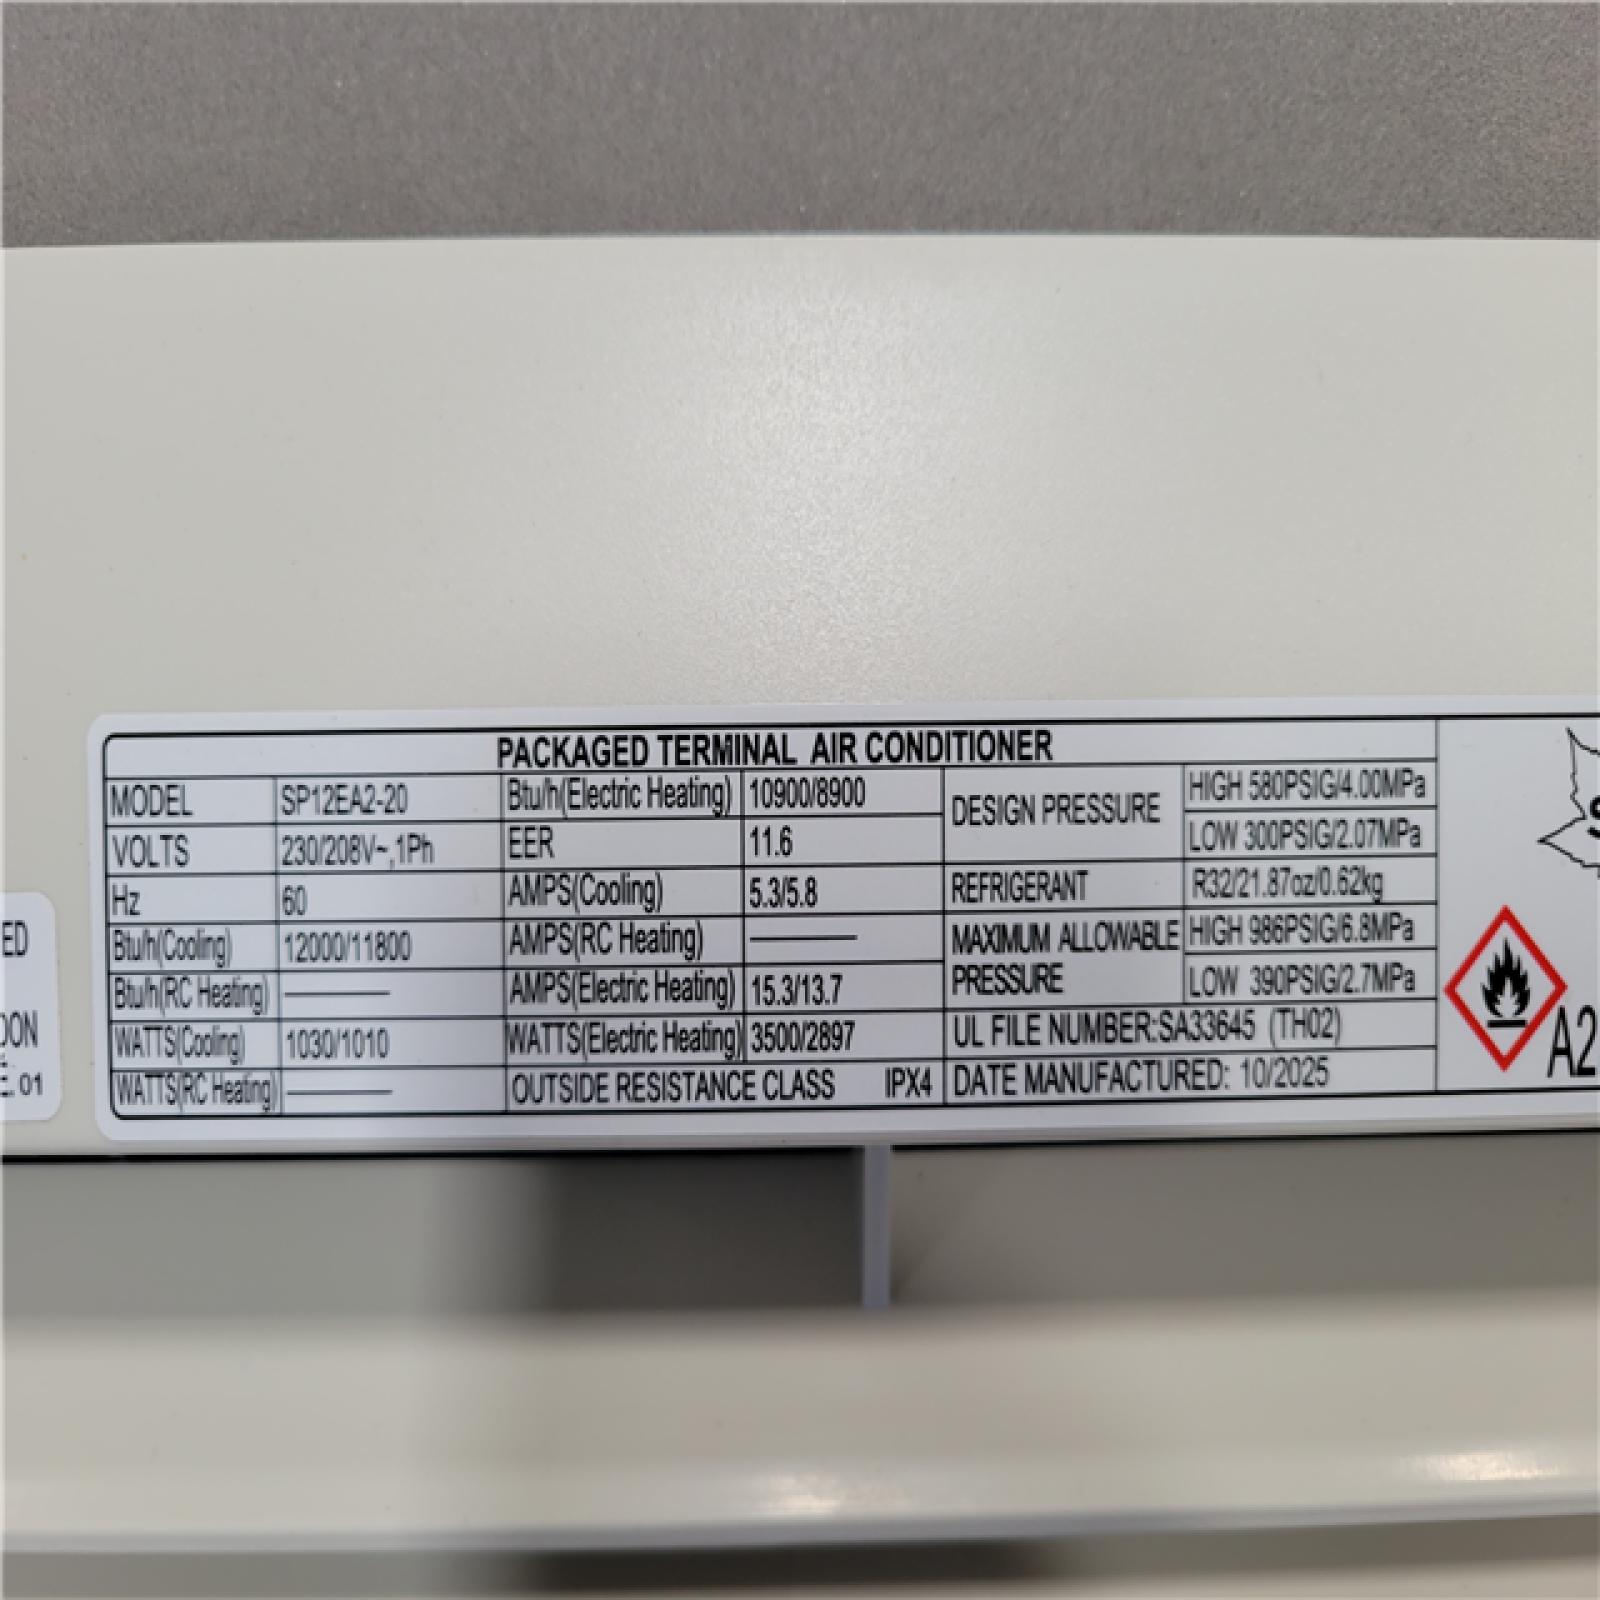 PACKAGED TERMINAL AIR CONDITIONER
MODEL SP12EA2-20 Btu/h(Electric Heating) 10900/8900 DESIGN PRESSURE HIGH 580PSIG/4.00MPa
VOLTS 230/208V~,1Ph EER 11.6 LOW 300PSIG/2.07MPa
Hz 60 AMPS(Cooling) 5.3/5.8 REFRIGERANT R32/21.87oz/0.62kg
Btu/h(Cooling) 12000/11800 AMPS(RC Heating) ——— MAXIMUM ALLOWABLE PRESSURE HIGH 986PSIG/6.8MPa
Btu/h(RC Heating) ——— AMPS(Electric Heating) 15.3/13.7 LOW 390PSIG/2.7MPa
WATTS(Cooling) 1030/1010 WATTS(Electric Heating) 3500/2897 UL FILE NUMBER:SA33645 (TH02)
WATTS(RC Heating) ——— OUTSIDE RESISTANCE CLASS IPX4 DATE MANUFACTURED: 10/2025
A2
ED
OON
E. 01